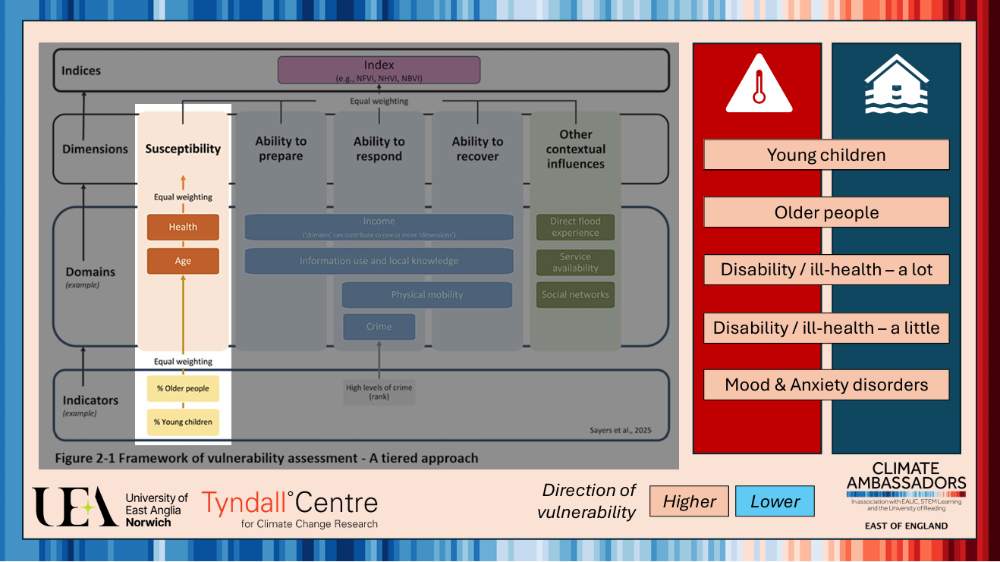 Indices
Index
(e.g., NFVI, NHVI, NBVI)
Equal weighting
Dimensions
Susceptibility
Ability to
prepare
Ability to
respond
Ability to
recover
Other
contextual
influences
Equal weighting
Domains
(example)
Health
Age
Income
('domains' can contribute to one or more 'dimensions')
Information use and local knowledge
Physical mobility
Crime
Direct flood
experience
Service
availability
Social networks
Equal weighting
Indicators
(example)
% Older people
% Young children
High levels of crime
(rank)
Sayers et al., 2025
Figure 2-1 Framework of vulnerability assessment - A tiered approach
Young children
Older people
Disability / ill-health – a lot
Disability / ill-health – a little
Mood & Anxiety disorders
UEA
University of
East Anglia
Norwich
Tyndall°Centre
for Climate Change Research
Direction of
vulnerability
Higher
Lower
CLIMATE
AMBASSADORS
In association with EAUC, STEM Learning
and the University of Reading
EAST OF ENGLAND